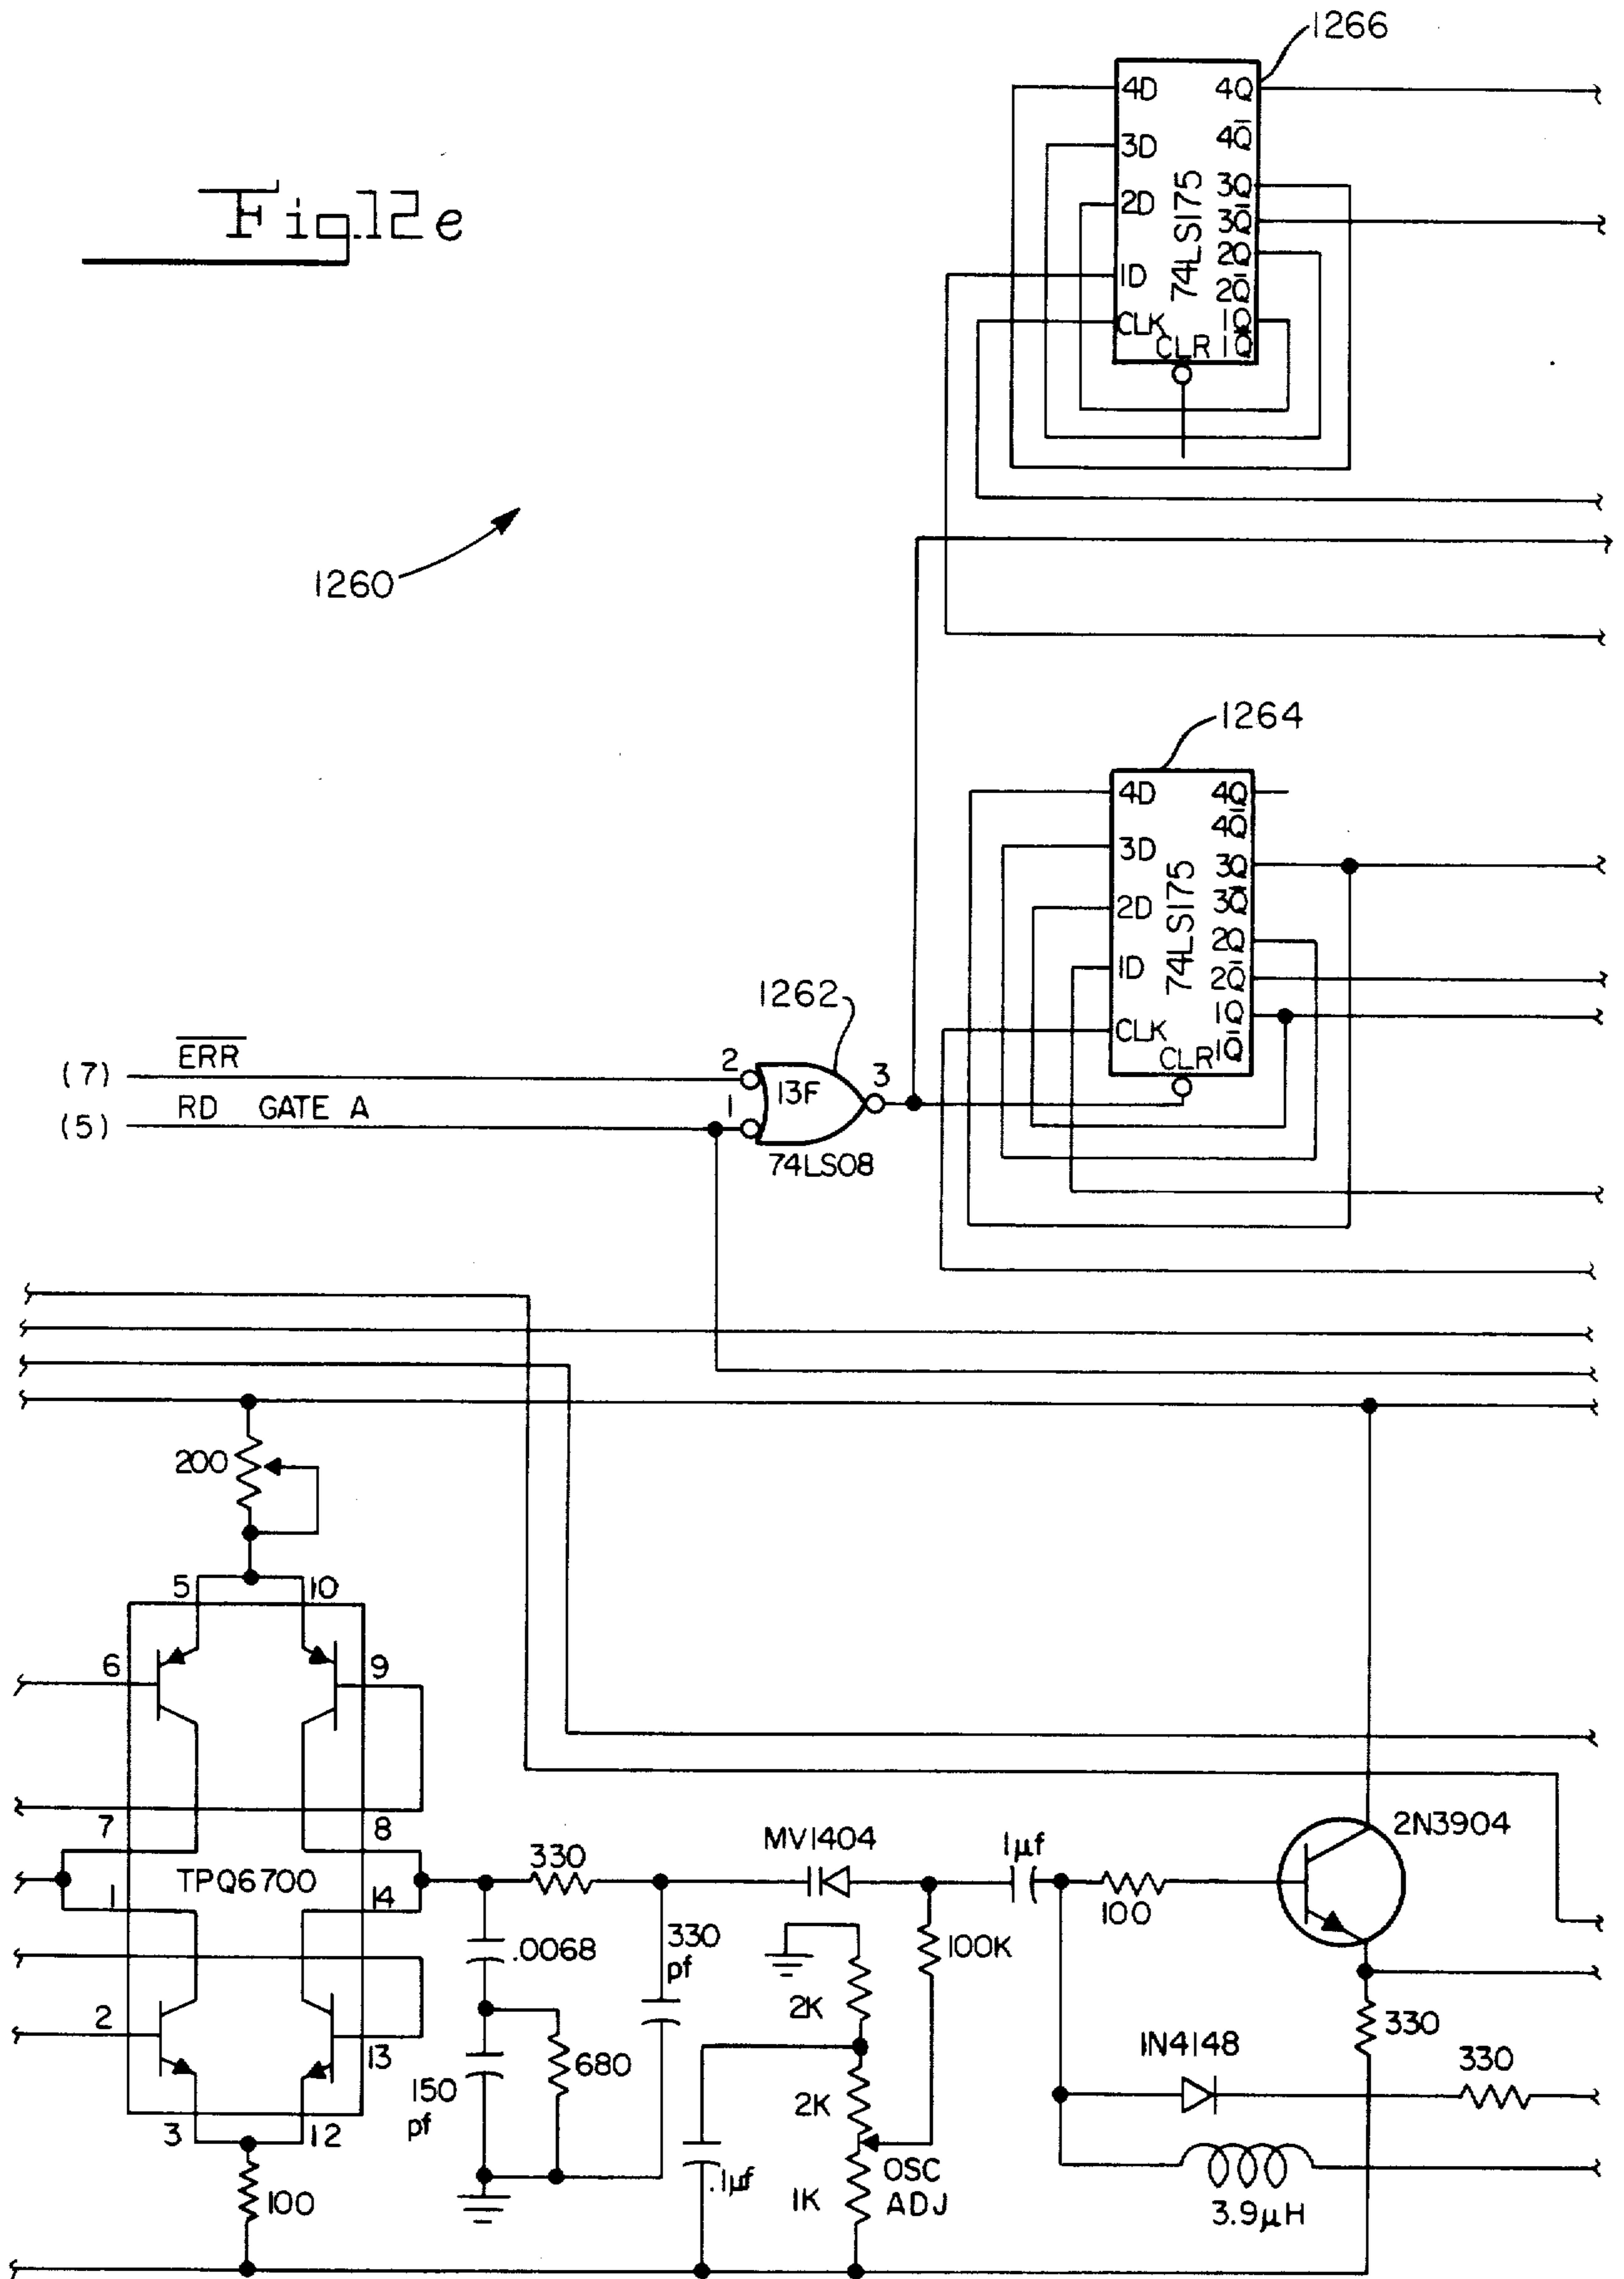 Fig.12e
1266
4D 4Q
4Q̅
3D
3Q
2D
3Q̅
2Q
1D
2Q̅
1Q
CLK
CLR 1Q̅
74LS175
1260
1264
4D 4Q
4Q̅
3D
3Q
3Q̅
2D
2Q
1D
2Q̅
1Q
CLK
CLR 1Q̅
74LS175
1262
(7) E̅R̅R̅ 2
13F 3
(5) RD GATE A 1
74LS08
200
5 10
6 9
7 8
TPQ6700
1 14
2 13
3 12
100
330
.0068
150
pf
680
330
pf
MV1404
1µf
100K
2K
2K
.1µf
1K
OSC
ADJ
100
2N3904
330
1N4148
330
3.9µH